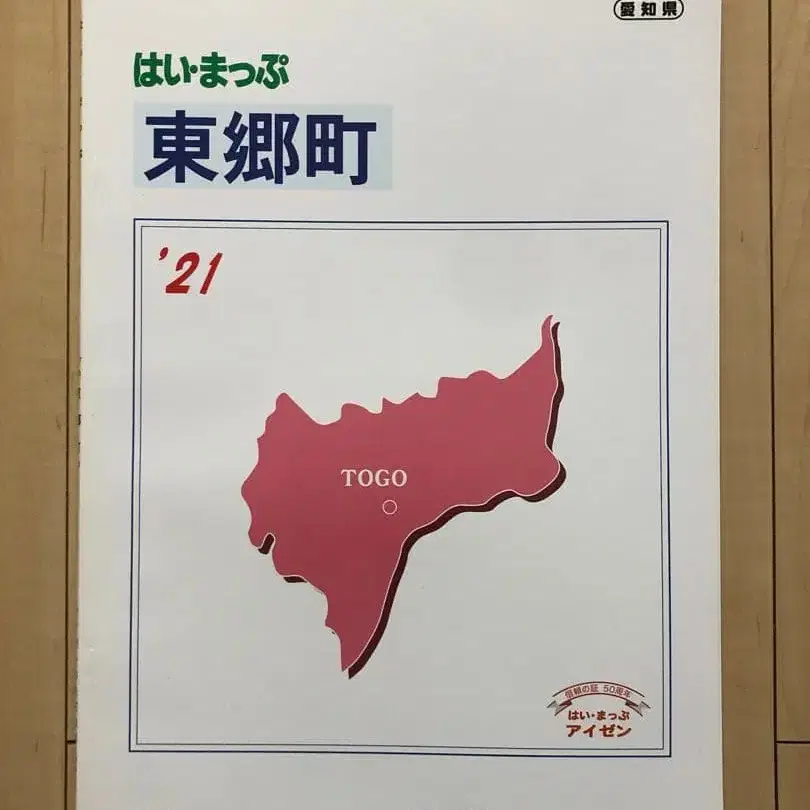 愛知県
はい・まっぷ
東郷町
'21
TOGO
信頼の証 50周年
はい・まっぷ
アイゼン